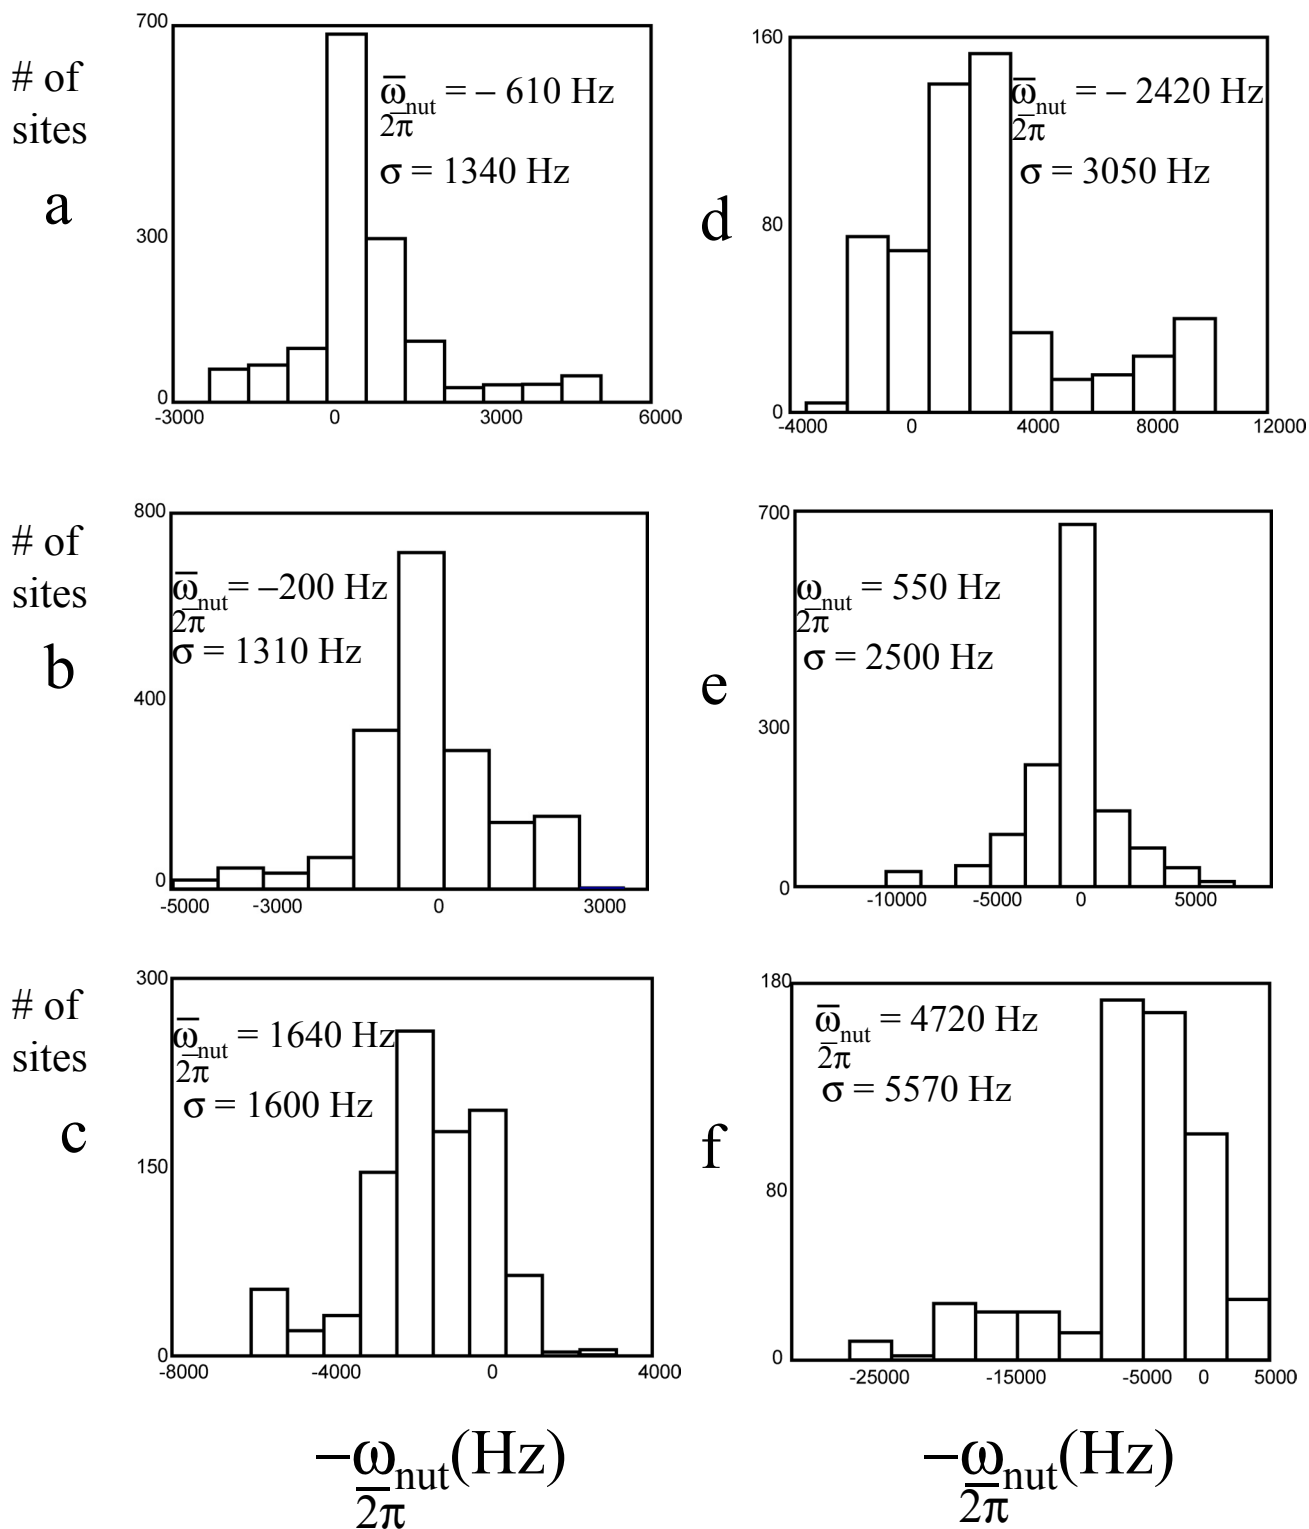 700
# of
sites
a
ω̅nut = – 610 Hz
2π
σ = 1340 Hz
300
0
-3000 0 3000 6000
160
ω̅nut = – 2420 Hz
2π
σ = 3050 Hz
d
80
0
-4000 0 4000 8000 12000
800
# of
sites
b
ω̅nut = –200 Hz
2π
σ = 1310 Hz
400
0
-5000 -3000 0 3000
700
ωnut = 550 Hz
2π
σ = 2500 Hz
e
300
0
-10000 -5000 0 5000
300
# of
sites
c
ω̅nut = 1640 Hz
2π
σ = 1600 Hz
150
0
-8000 -4000 0 4000
180
ω̅nut = 4720 Hz
2π
σ = 5570 Hz
f
80
0
-25000 -15000 -5000 0 5000
–ωnut(Hz)
2π
–ωnut(Hz)
2π